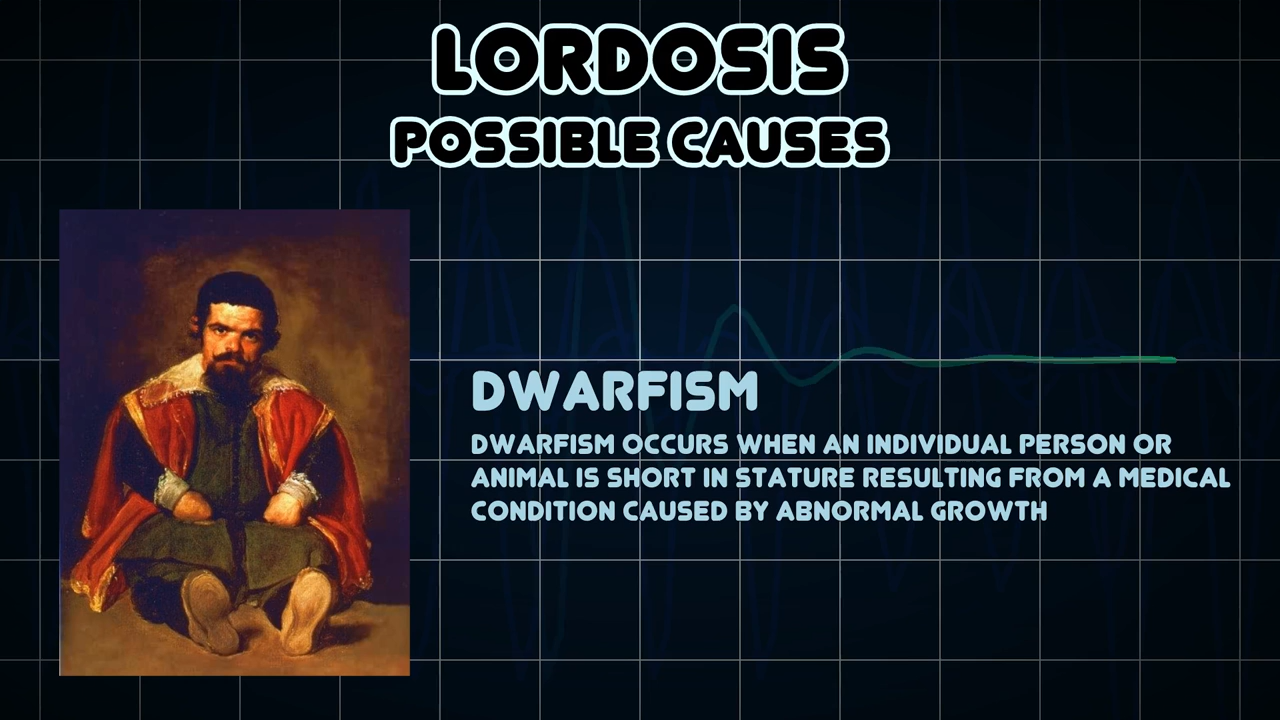 LORDOSIS
POSSIBLE CAUSES
DWARFISM
DWARFISM OCCURS WHEN AN INDIVIDUAL PERSON OR
ANIMAL IS SHORT IN STATURE RESULTING FROM A MEDICAL
CONDITION CAUSED BY ABNORMAL GROWTH